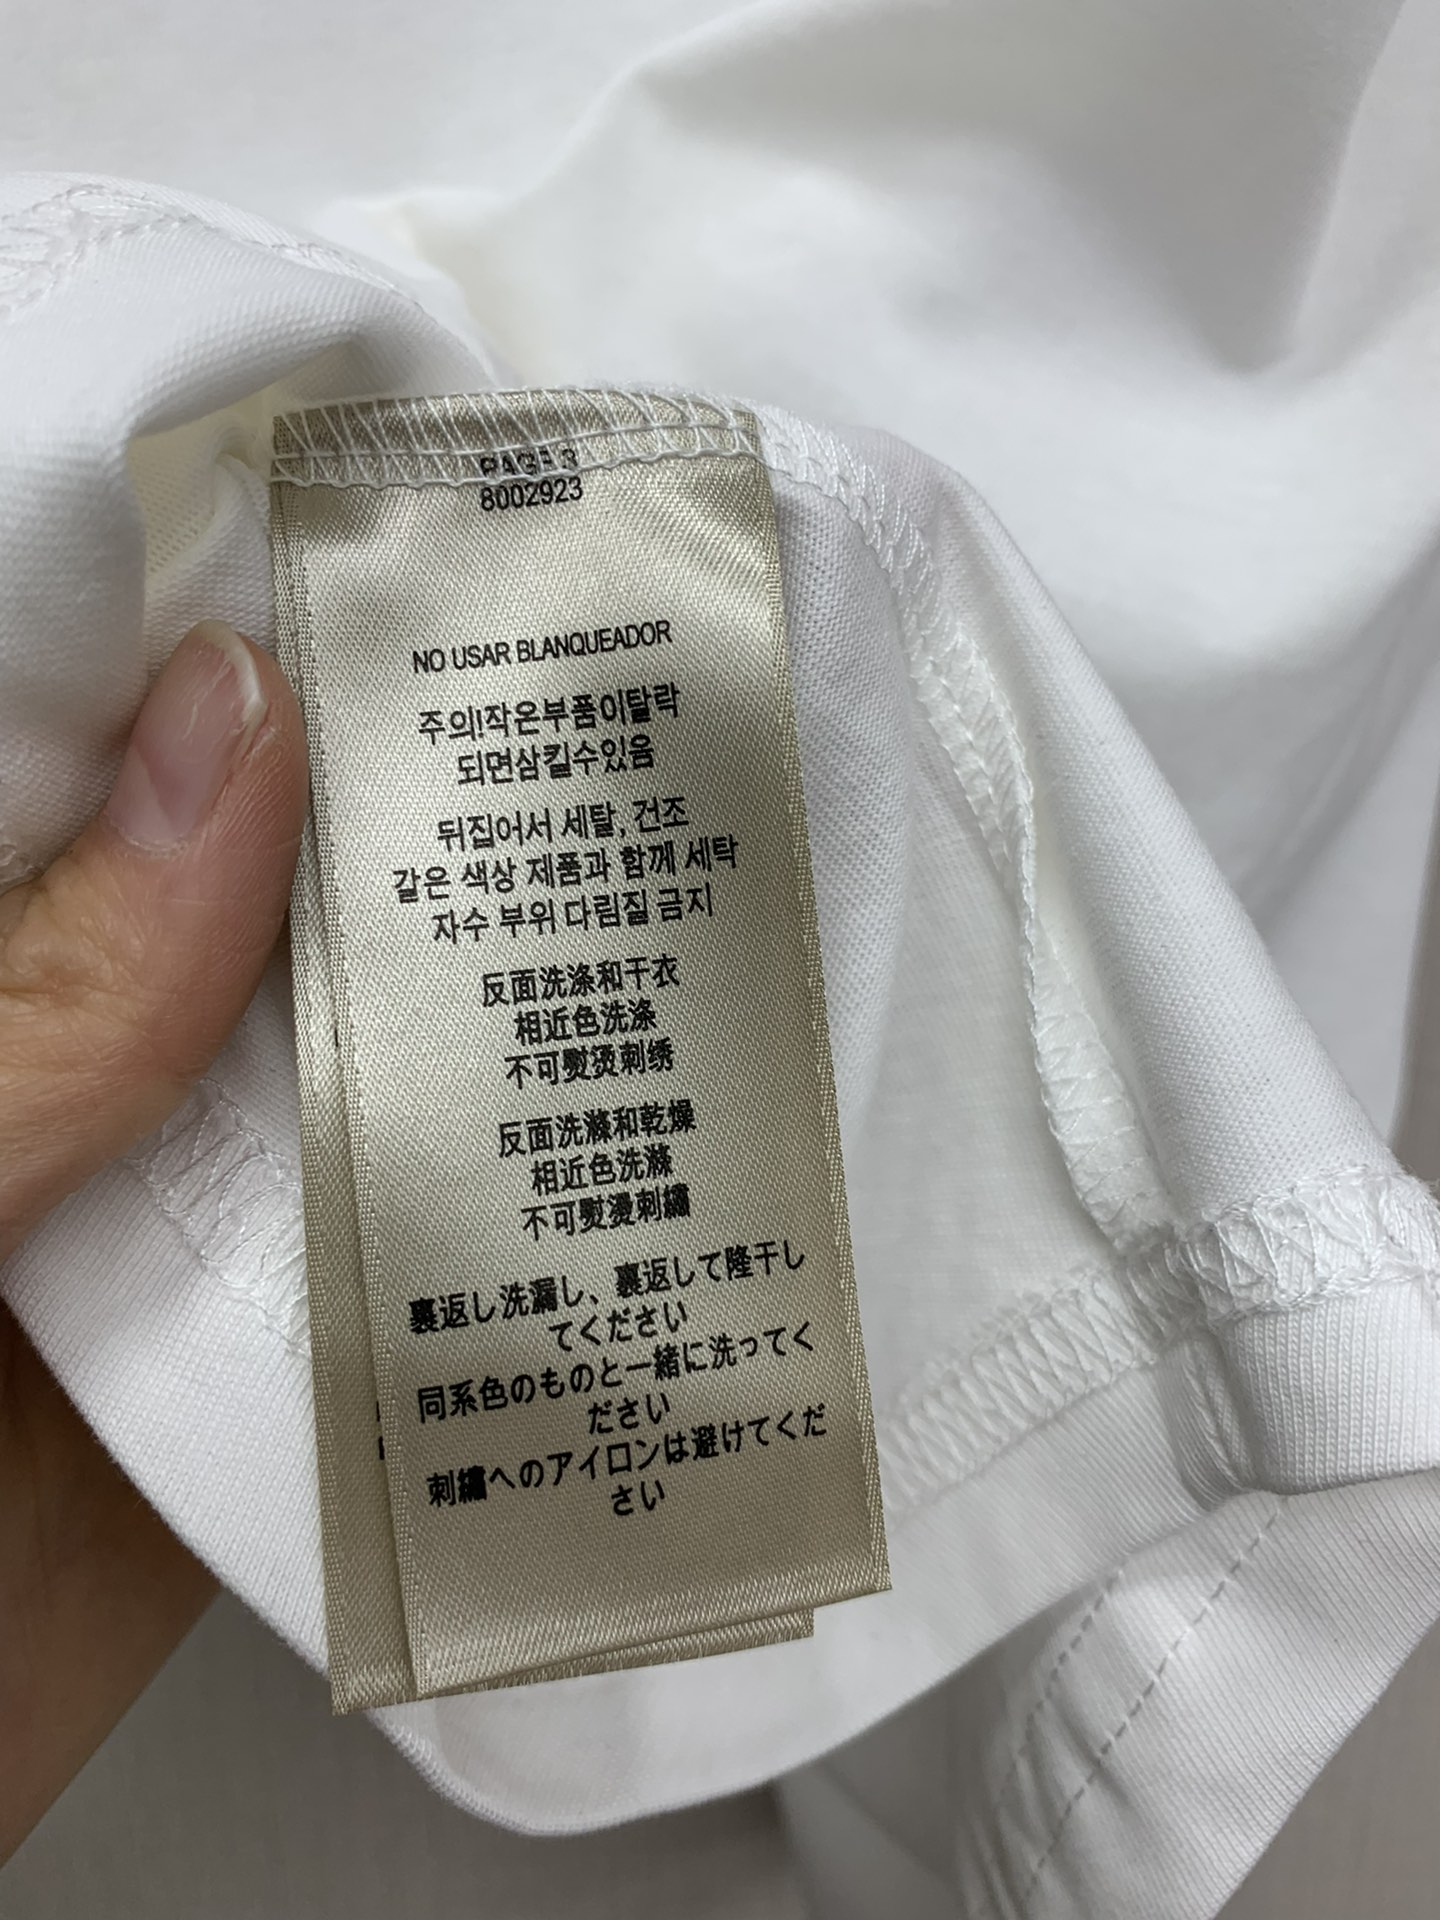 PAGE 3
8002923
NO USAR BLANQUEADOR
주의!작은부품이탈락
되면삼킬수있음
뒤집어서 세탈, 건조
같은 색상 제품과 함께 세탁
자수 부위 다림질 금지
反面洗涤和干衣
相近色洗涤
不可熨烫刺绣
反面洗滌和乾燥
相近色洗滌
不可熨燙刺繡
裏返し洗漏し、裏返して隆干し
てください
同系色のものと一緒に洗ってく
ださい
刺繍へのアイロンは避けてくだ
さい